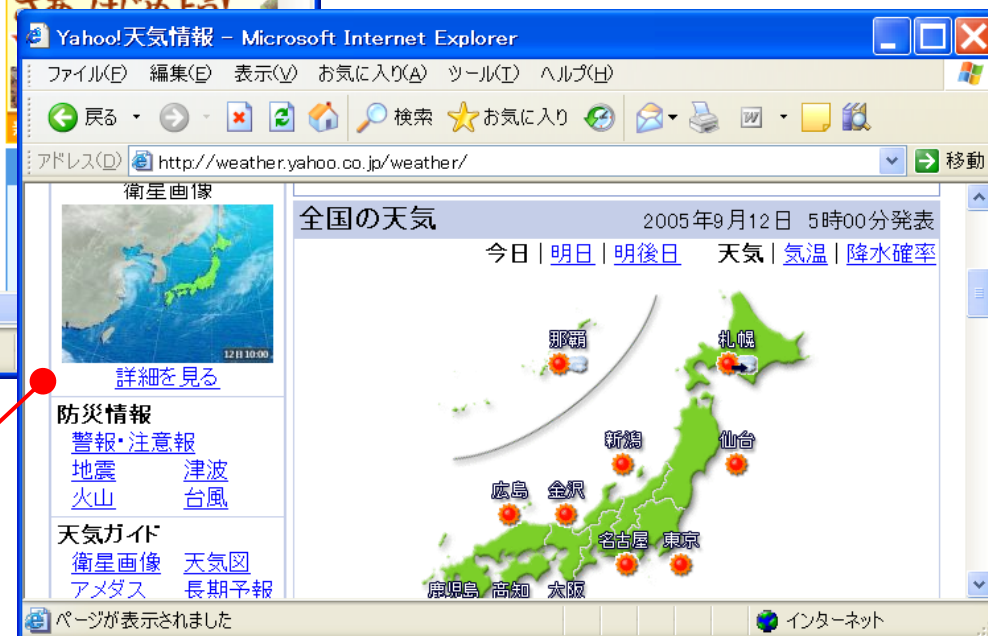 さあ はじめよう!
Yahoo!天気情報 - Microsoft Internet Explorer
ファイル(F) 編集(E) 表示(V) お気に入り(A) ツール(T) ヘルプ(H)
戻る 検索 お気に入り
アドレス(D) http://weather.yahoo.co.jp/weather/ 移動
衛星画像
12日10:00
詳細を見る
防災情報
警報・注意報
地震 津波
火山 台風
天気ガイド
衛星画像 天気図
アメダス 長期予報
全国の天気 2005年9月12日 5時00分発表
今日|明日|明後日 天気|気温|降水確率
那覇 札幌
新潟 仙台
広島 金沢
名古屋 東京
鹿児島 高知 大阪
ページが表示されました インターネット